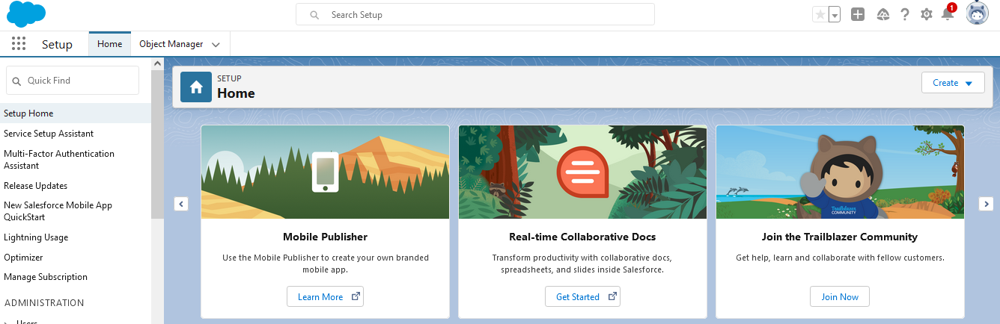 Search Setup
1
Setup
Home
Object Manager
Quick Find
Setup Home
Service Setup Assistant
Multi-Factor Authentication
Assistant
Release Updates
New Salesforce Mobile App
QuickStart
Lightning Usage
Optimizer
Manage Subscription
ADMINISTRATION
Users
SETUP
Home
Create
Mobile Publisher
Use the Mobile Publisher to create your own branded
mobile app.
Learn More
Real-time Collaborative Docs
Transform productivity with collaborative docs,
spreadsheets, and slides inside Salesforce.
Get Started
Trailblazer
COMMUNITY
Join the Trailblazer Community
Get help, learn and collaborate with fellow customers.
Join Now